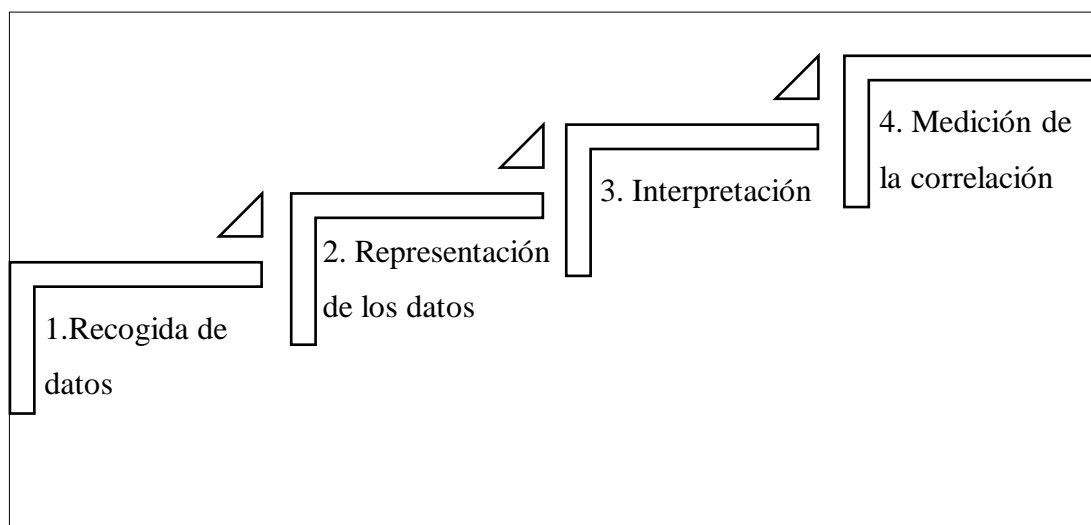 1.Recogida de
datos
2. Representación
de los datos
3. Interpretación
4. Medición de
la correlación